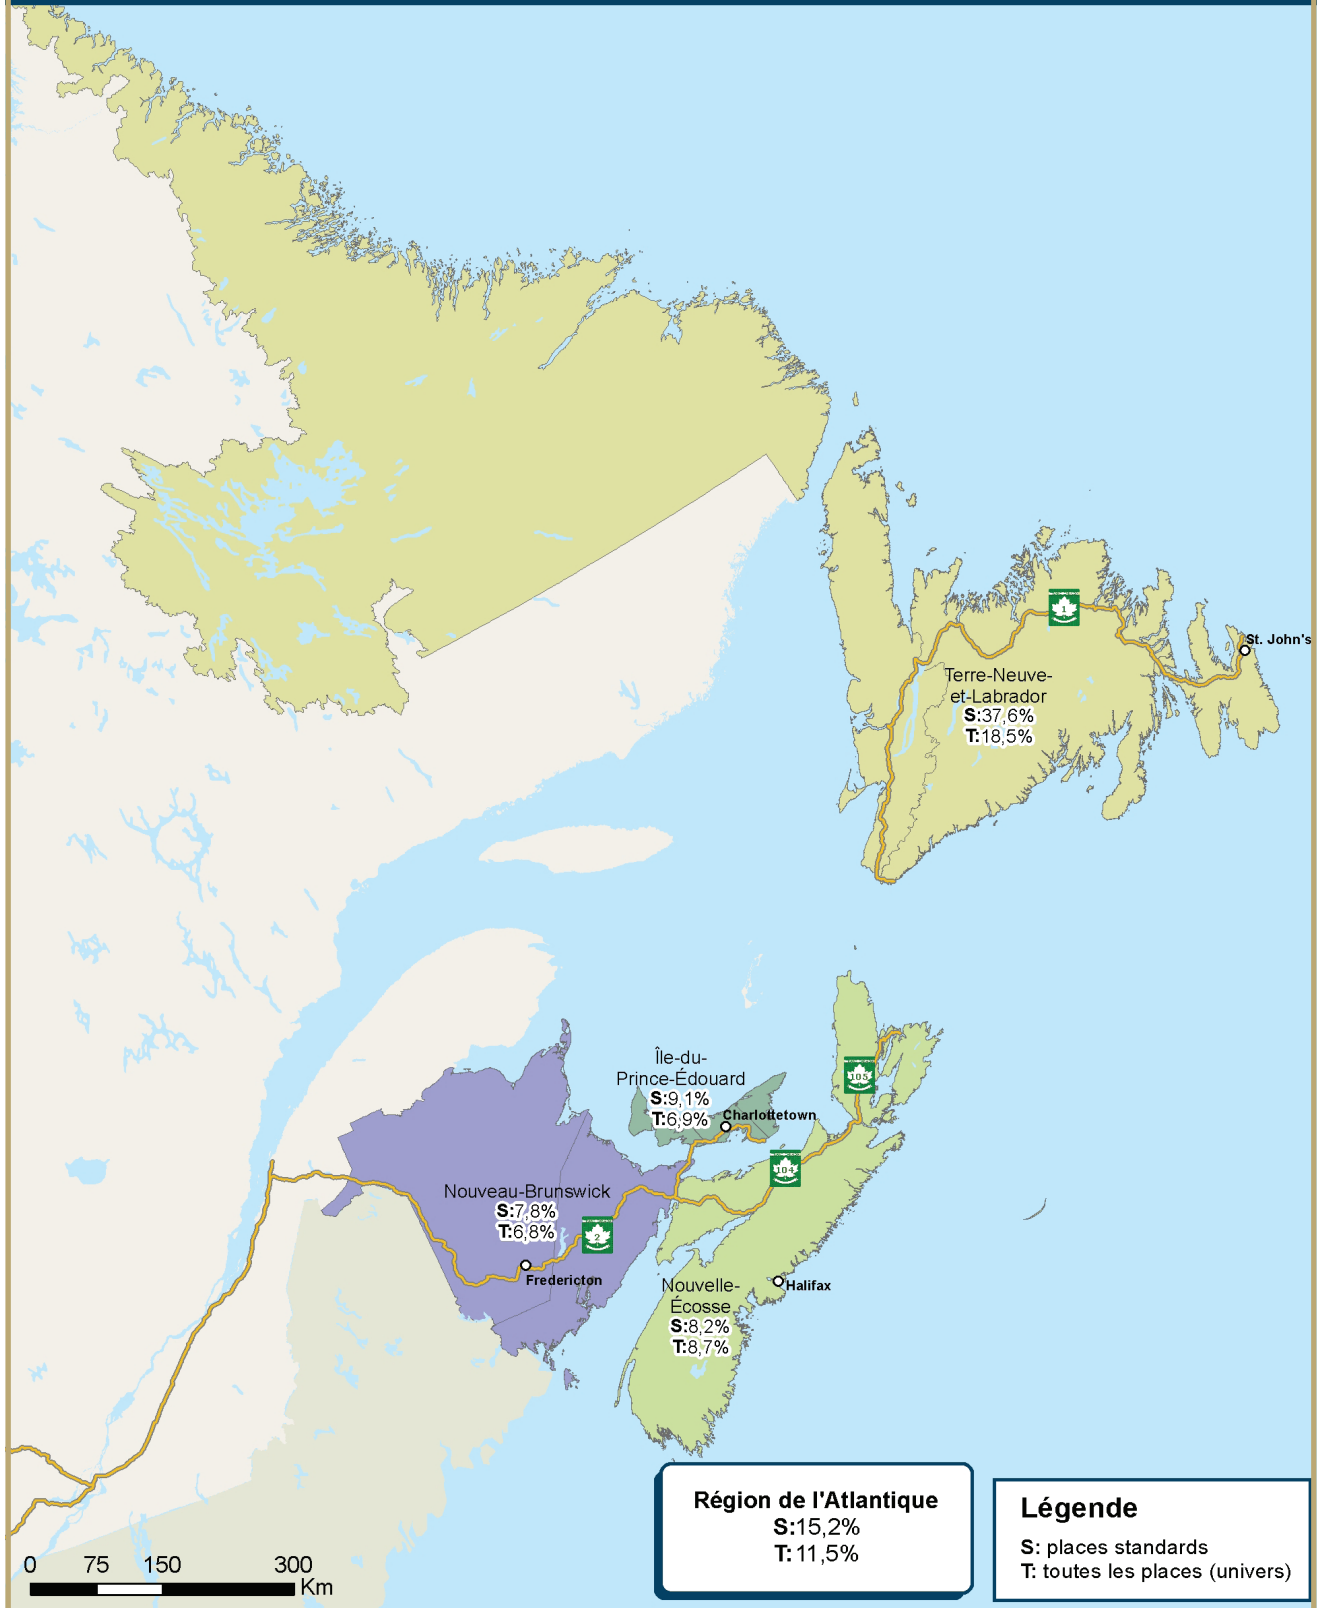 St. John's
1
Terre-Neuve-
et-Labrador
S:37,6%
T:18,5%
Île-du-
Prince-Édouard
S:9,1%
T:6,9%
Charlottetown
105
104
Nouveau-Brunswick
S:7,8%
T:6,8%
2
Fredericton
Nouvelle-
Écosse
S:8,2%
T:8,7%
Halifax
Région de l'Atlantique
S:15,2%
T:11,5%
Légende
S: places standards
T: toutes les places (univers)
0 75 150 300
Km